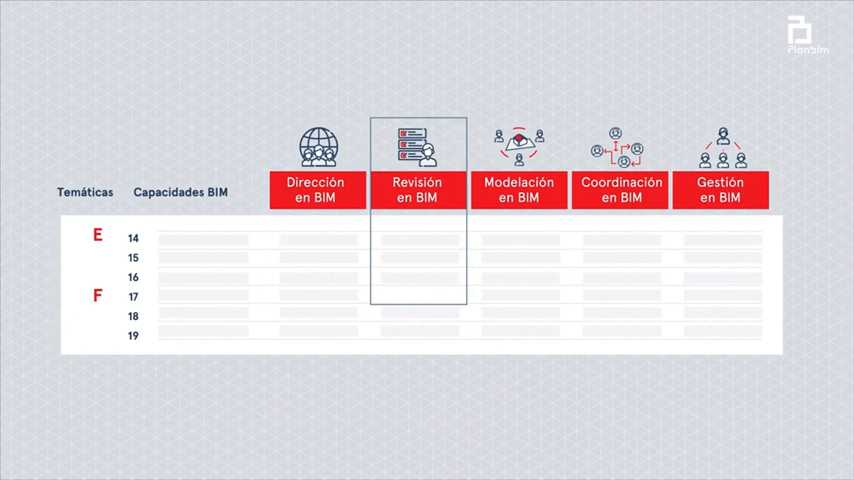 Planbim
Dirección
en BIM
Revisión
en BIM
Modelación
en BIM
Coordinación
en BIM
Gestión
en BIM
Temáticas
Capacidades BIM
E
14
15
16
F
17
18
19